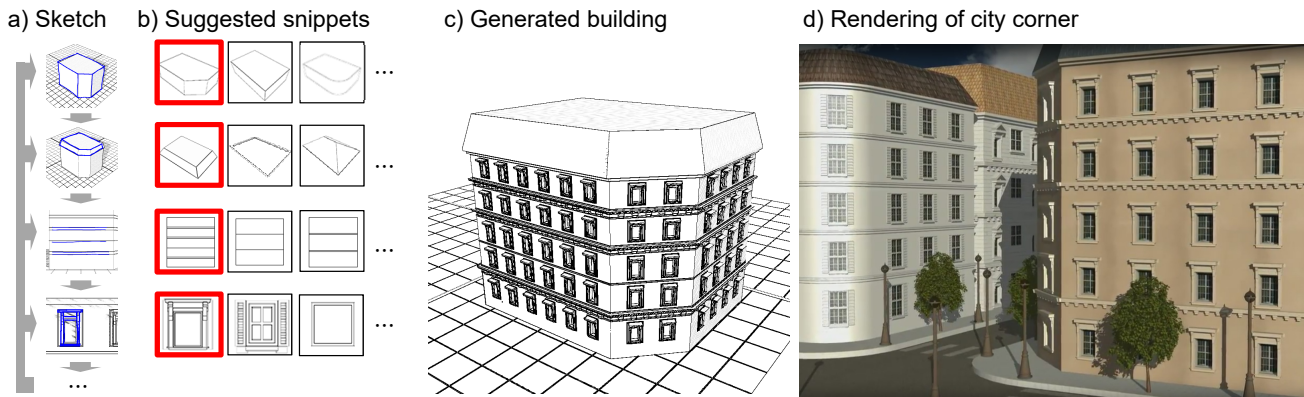 a) Sketch
b) Suggested snippets
c) Generated building
d) Rendering of city corner
...
...
...
...
...